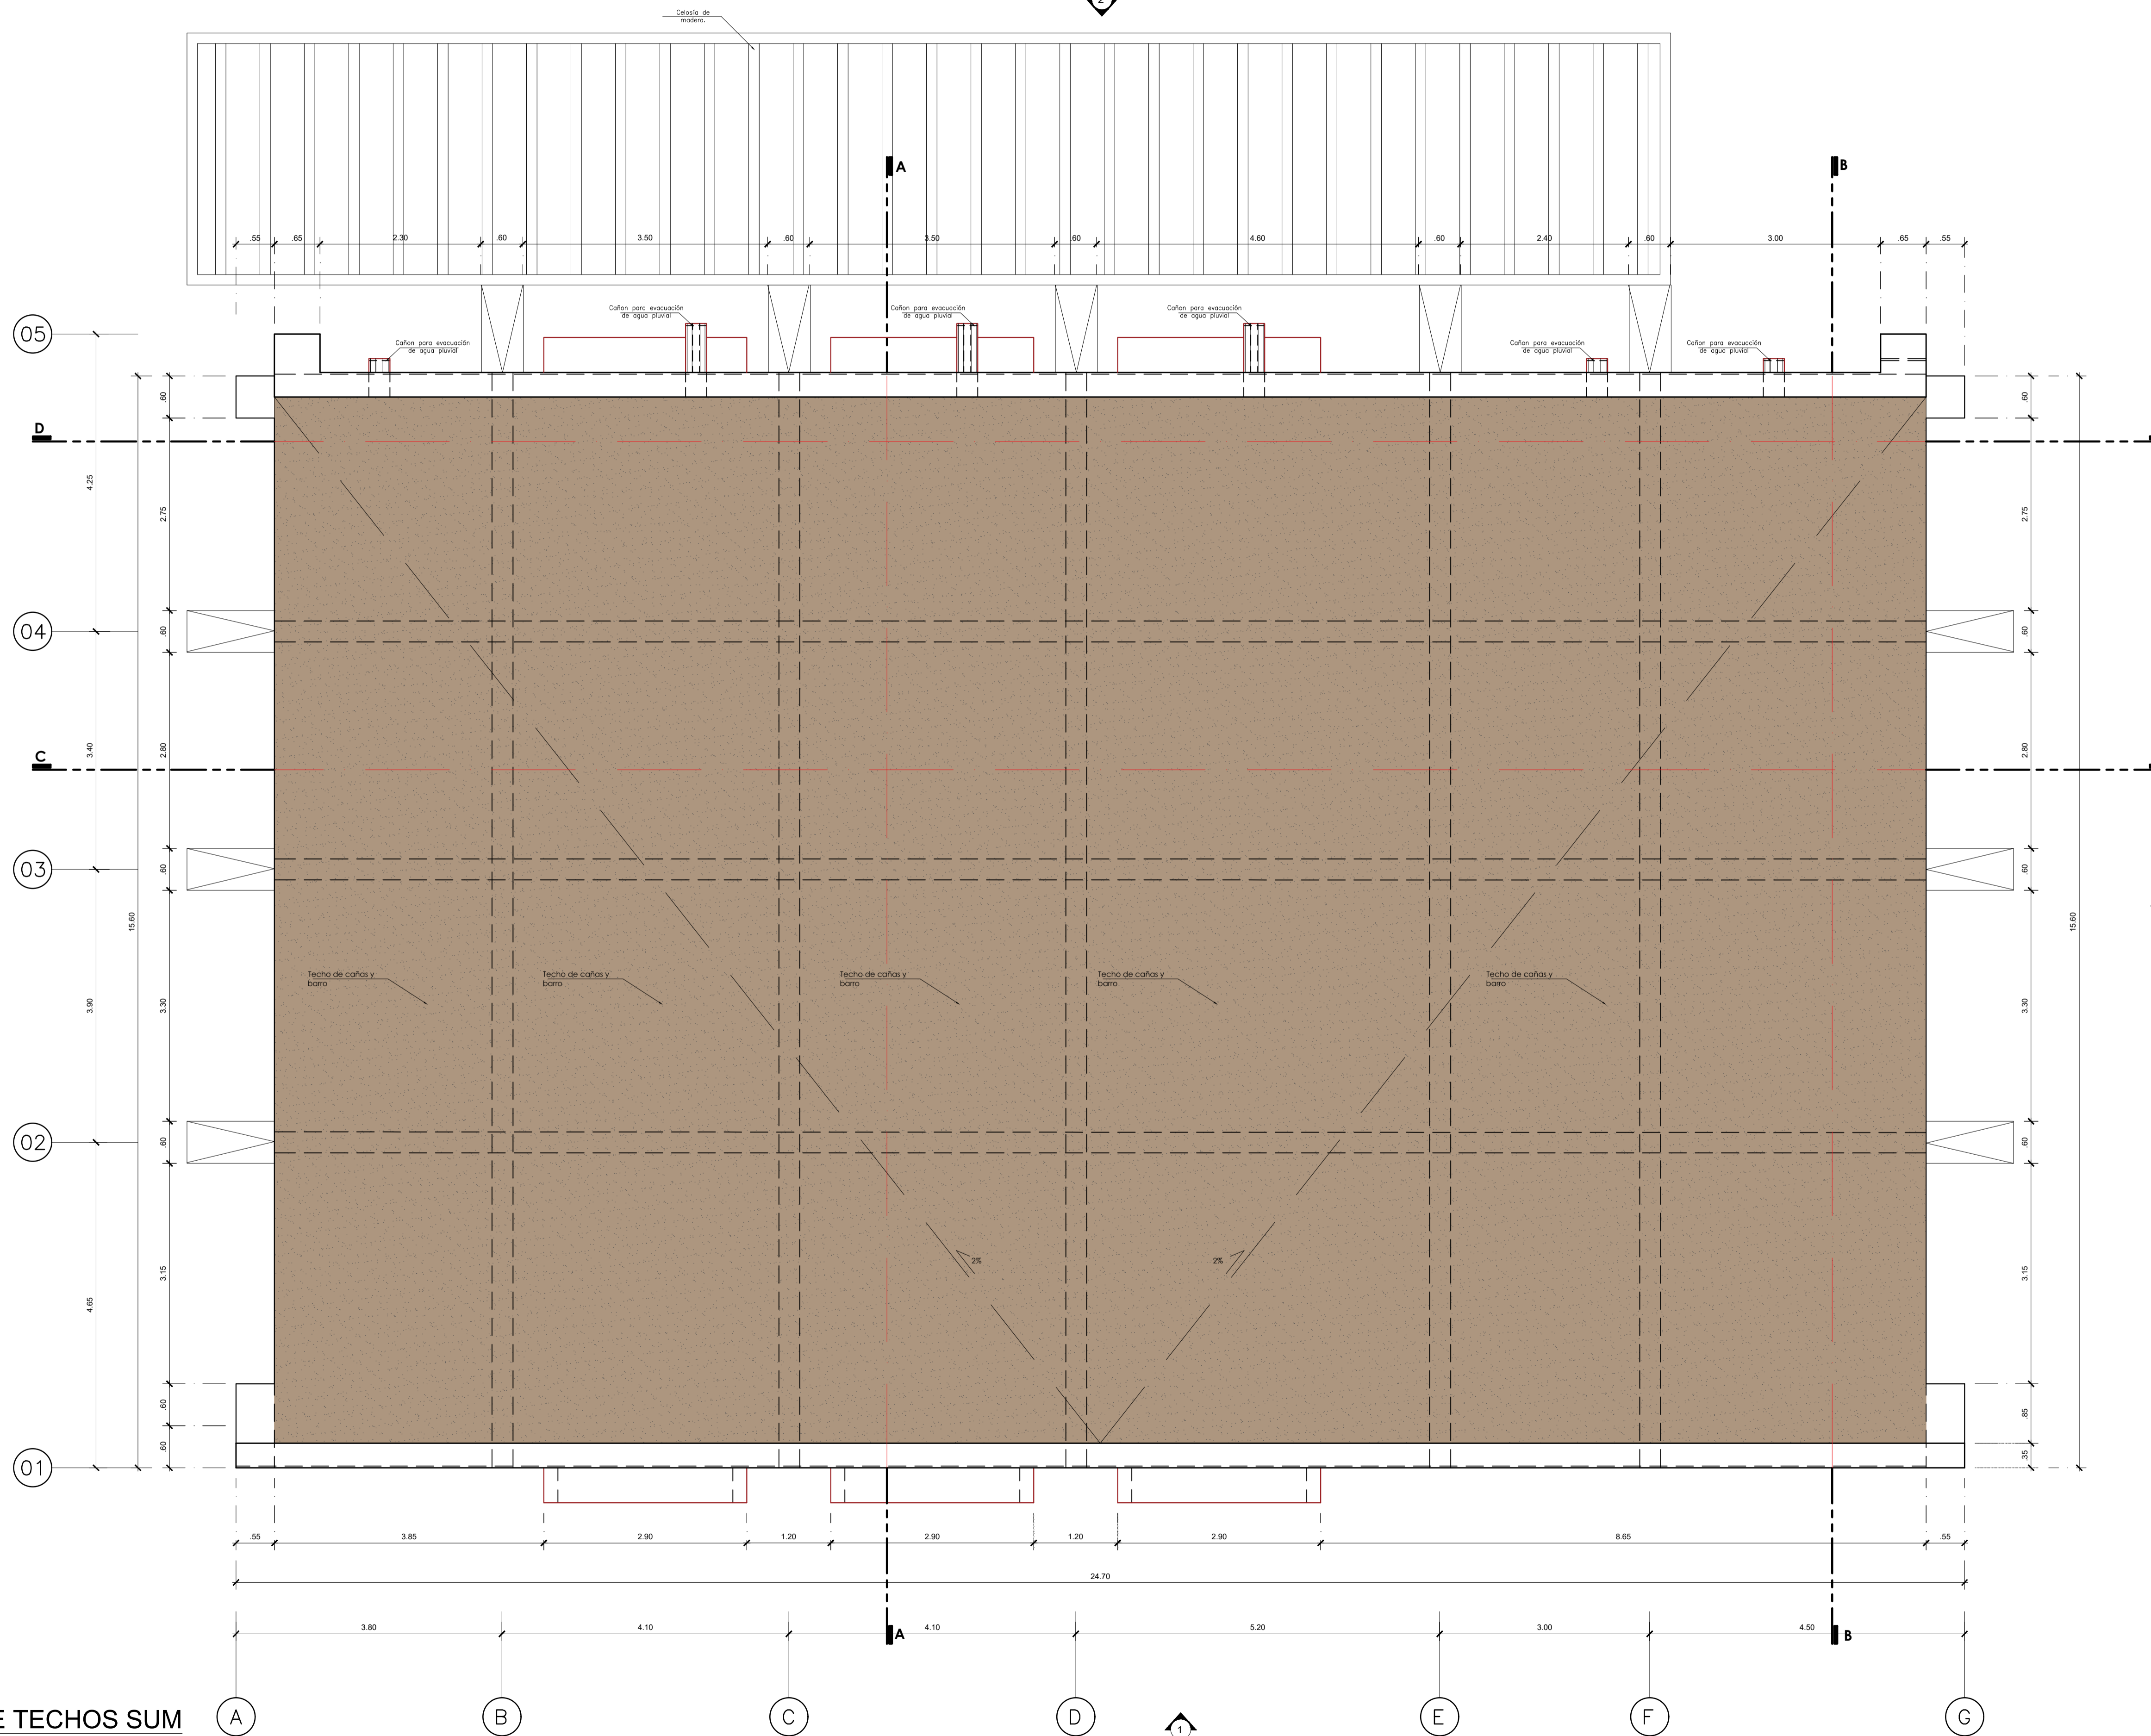 2
Celosía de
madera.
A
B
.55 .65 2.30 .60 3.50 .60 3.50 .60 4.60 .60 2.40 .60 3.00 .65 .55
Cañon para evacuación
de agua pluvial
Cañon para evacuación
de agua pluvial
Cañon para evacuación
de agua pluvial
Cañon para evacuación
de agua pluvial
Cañon para evacuación
de agua pluvial
Cañon para evacuación
de agua pluvial
05
04
03
02
01
D
C
4.25
3.40
3.90
4.65
15.60
.60
2.75
.60
2.80
.60
3.30
.60
3.15
.60
.60
Techo de cañas y
barro
Techo de cañas y
barro
Techo de cañas y
barro
Techo de cañas y
barro
Techo de cañas y
barro
2%
2%
.60
2.75
.60
2.80
.60
3.30
.60
3.15
.85
.35
15.60
.55 3.85 2.90 1.20 2.90 1.20 2.90 8.65 .55
24.70
3.80 4.10 4.10 5.20 3.00 4.50
A
B
E TECHOS SUM
A B C D E F G
1